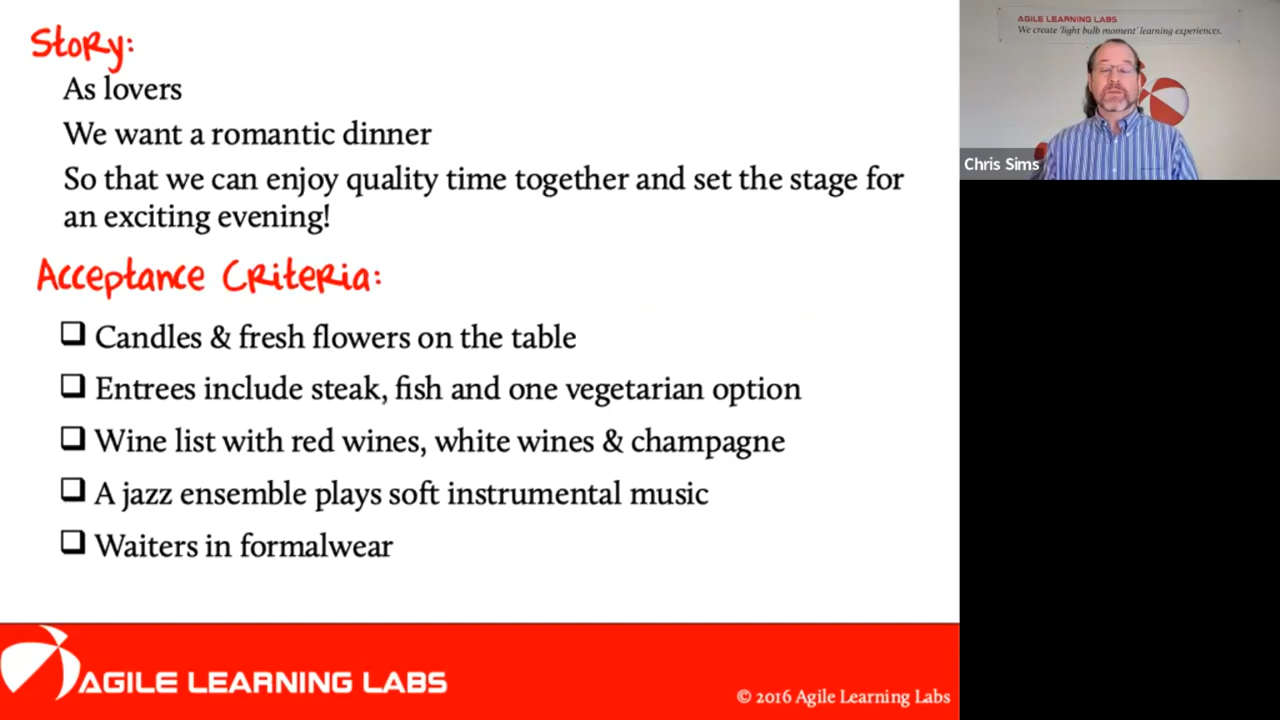 Story:
As lovers
We want a romantic dinner
So that we can enjoy quality time together and set the stage for
an exciting evening!
Acceptance Criteria:
Candles & fresh flowers on the table
Entrees include steak, fish and one vegetarian option
Wine list with red wines, white wines & champagne
A jazz ensemble plays soft instrumental music
Waiters in formalwear
AGILE LEARNING LABS
© 2016 Agile Learning Labs
AGILE LEARNING LABS
We create 'light bulb moment' learning experiences.
Chris Sims